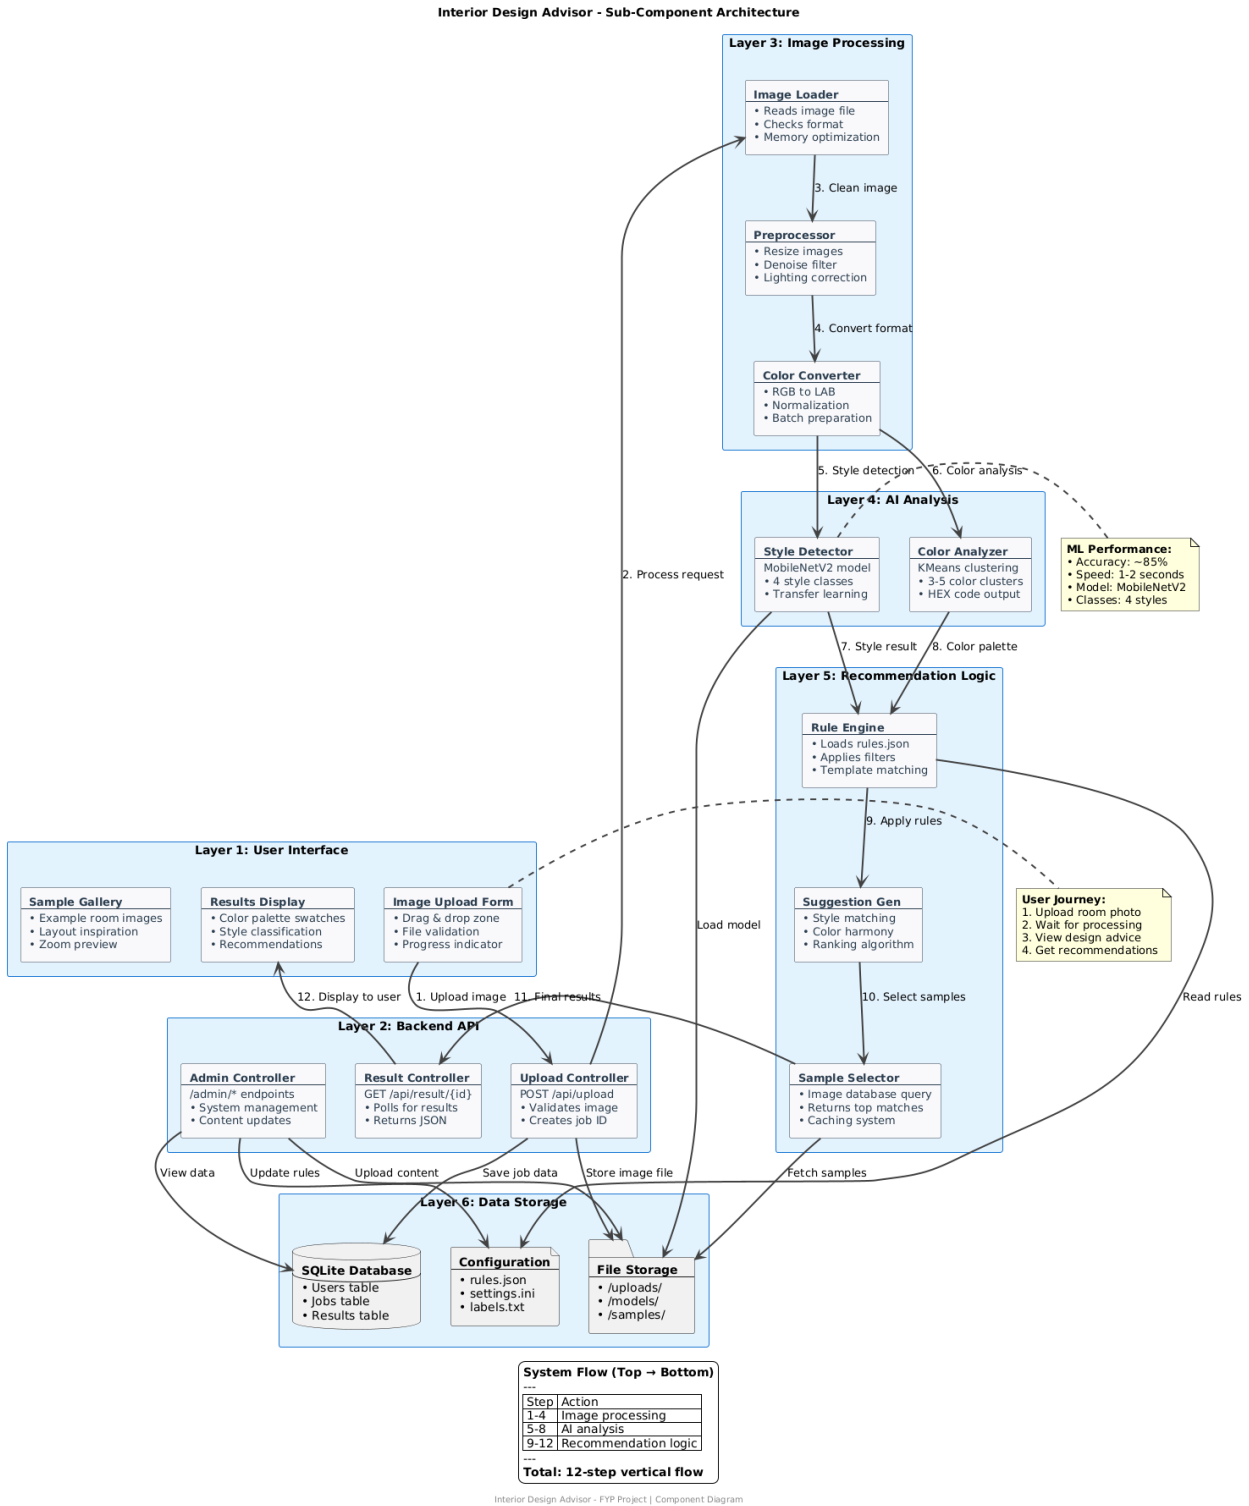 Interior Design Advisor - Sub-Component Architecture
Layer 3: Image Processing
Image Loader
• Reads image file
• Checks format
• Memory optimization
3. Clean image
Preprocessor
• Resize images
• Denoise filter
• Lighting correction
4. Convert format
Color Converter
• RGB to LAB
• Normalization
• Batch preparation
5. Style detection
6. Color analysis
Layer 4: AI Analysis
Style Detector
MobileNetV2 model
• 4 style classes
• Transfer learning
Color Analyzer
KMeans clustering
• 3-5 color clusters
• HEX code output
ML Performance:
• Accuracy: ~85%
• Speed: 1-2 seconds
• Model: MobileNetV2
• Classes: 4 styles
2. Process request
7. Style result
8. Color palette
Layer 5: Recommendation Logic
Rule Engine
• Loads rules.json
• Applies filters
• Template matching
9. Apply rules
Layer 1: User Interface
Sample Gallery
• Example room images
• Layout inspiration
• Zoom preview
Results Display
• Color palette swatches
• Style classification
• Recommendations
Image Upload Form
• Drag & drop zone
• File validation
• Progress indicator
Suggestion Gen
• Style matching
• Color harmony
• Ranking algorithm
User Journey:
1. Upload room photo
2. Wait for processing
3. View design advice
4. Get recommendations
Load model
12. Display to user
1. Upload image
11. Final results
10. Select samples
Read rules
Layer 2: Backend API
Admin Controller
/admin/* endpoints
• System management
• Content updates
Result Controller
GET /api/result/{id}
• Polls for results
• Returns JSON
Upload Controller
POST /api/upload
• Validates image
• Creates job ID
Sample Selector
• Image database query
• Returns top matches
• Caching system
View data
Update rules
Upload content
Save job data
Store image file
Fetch samples
Layer 6: Data Storage
SQLite Database
• Users table
• Jobs table
• Results table
Configuration
• rules.json
• settings.ini
• labels.txt
File Storage
• /uploads/
• /models/
• /samples/
System Flow (Top → Bottom)
---
Step Action
1-4 Image processing
5-8 AI analysis
9-12 Recommendation logic
---
Total: 12-step vertical flow
Interior Design Advisor - FYP Project | Component Diagram